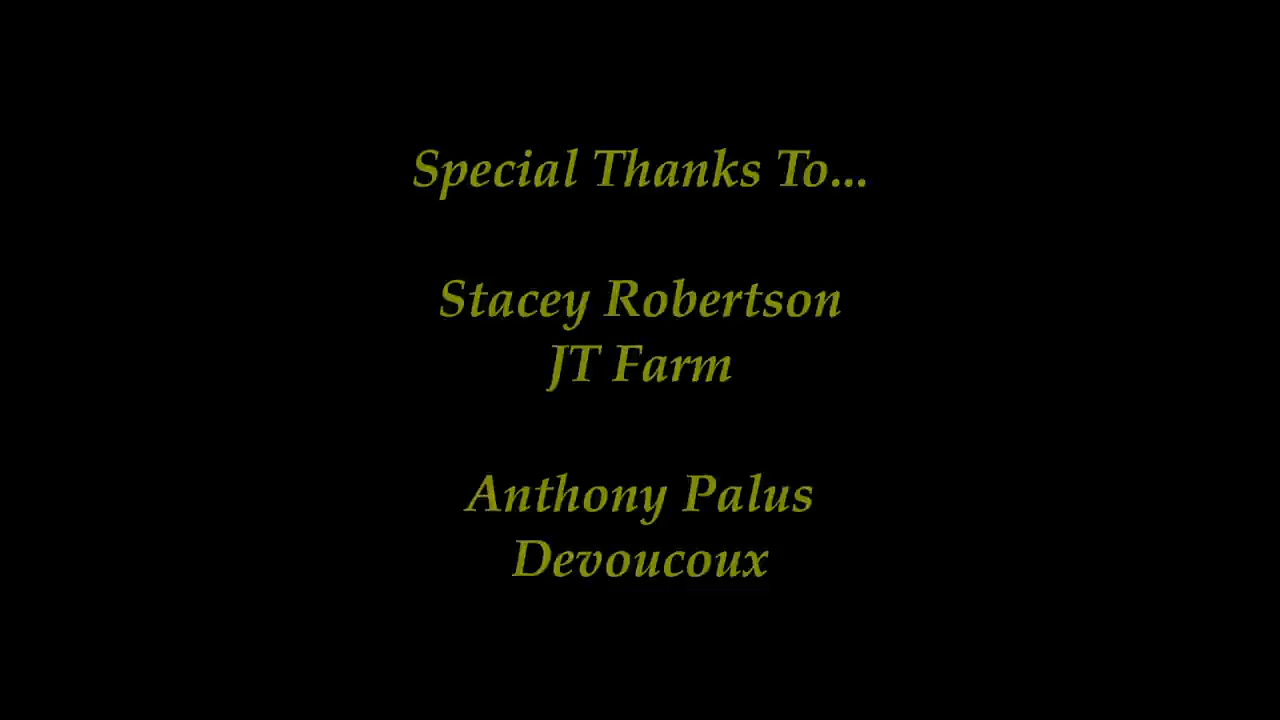 Special Thanks To...
Stacey Robertson
JT Farm
Anthony Palus
Devoucoux